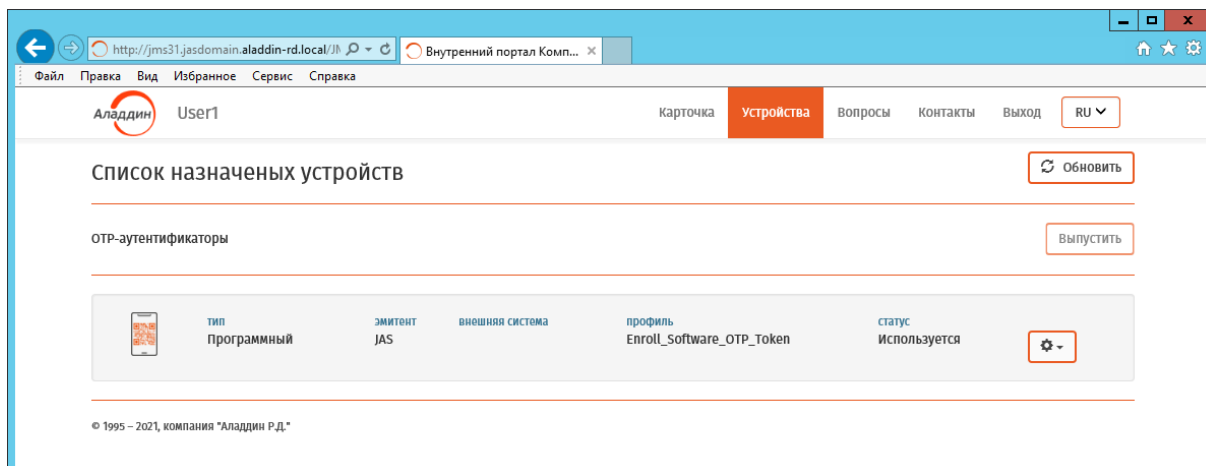 http://jms31.jasdomain.aladdin-rd.local/JM
Внутренний портал Комп...
Файл Правка Вид Избранное Сервис Справка
Аладдин User1 Карточка Устройства Вопросы Контакты Выход RU
Список назначеных устройств Обновить
OTP-аутентификаторы Выпустить
тип эмитент внешняя система профиль статус
Программный JAS Enroll_Software_OTP_Token Используется
© 1995 – 2021, компания "Аладдин Р.Д."